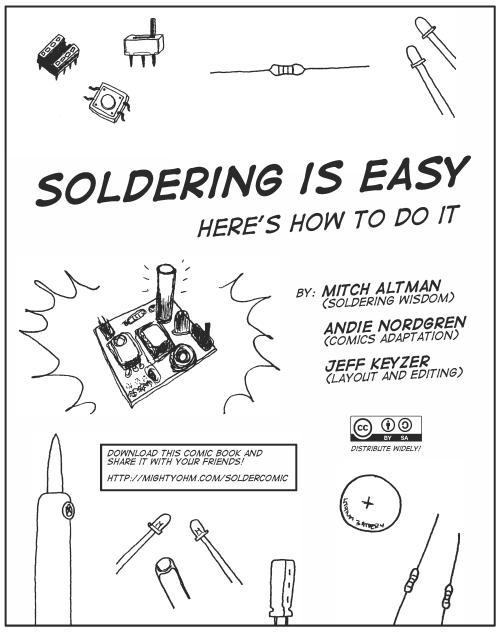 SOLDERING IS EASY
HERE'S HOW TO DO IT
BY: MITCH ALTMAN
(SOLDERING WISDOM)
ANDIE NORDGREN
(COMICS ADAPTATION)
JEFF KEYZER
(LAYOUT AND EDITING)
CC
BY SA
DISTRIBUTE WIDELY!
DOWNLOAD THIS COMIC BOOK AND
SHARE IT WITH YOUR FRIENDS!
HTTP://MIGHTYOHM.COM/SOLDERCOMIC
+